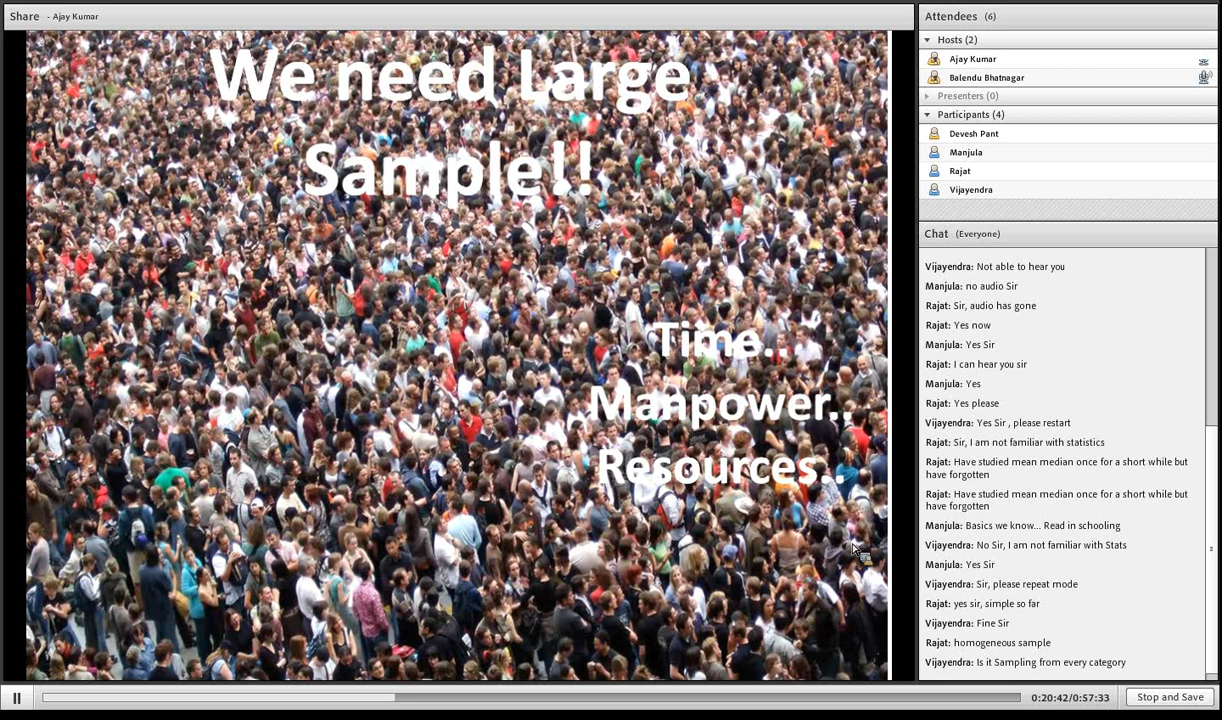 Share - Ajay Kumar
We need Large
Sample!!
Time..
Manpower..
Resources..
Attendees (6)
Hosts (2)
Ajay Kumar
Balendu Bhatnagar
Presenters (0)
Participants (4)
Devesh Pant
Manjula
Rajat
Vijayendra
Chat (Everyone)
Vijayendra: Not able to hear you
Manjula: no audio Sir
Rajat: Sir, audio has gone
Rajat: Yes now
Manjula: Yes Sir
Rajat: I can hear you sir
Manjula: Yes
Rajat: Yes please
Vijayendra: Yes Sir , please restart
Rajat: Sir, I am not familiar with statistics
Rajat: Have studied mean median once for a short while but
have forgotten
Rajat: Have studied mean median once for a short while but
have forgotten
Manjula: Basics we know... Read in schooling
Vijayendra: No Sir, I am not familiar with Stats
Manjula: Yes Sir
Vijayendra: Sir, please repeat mode
Rajat: yes sir, simple so far
Vijayendra: Fine Sir
Rajat: homogeneous sample
Vijayendra: Is it Sampling from every category
0:20:42/0:57:33
Stop and Save